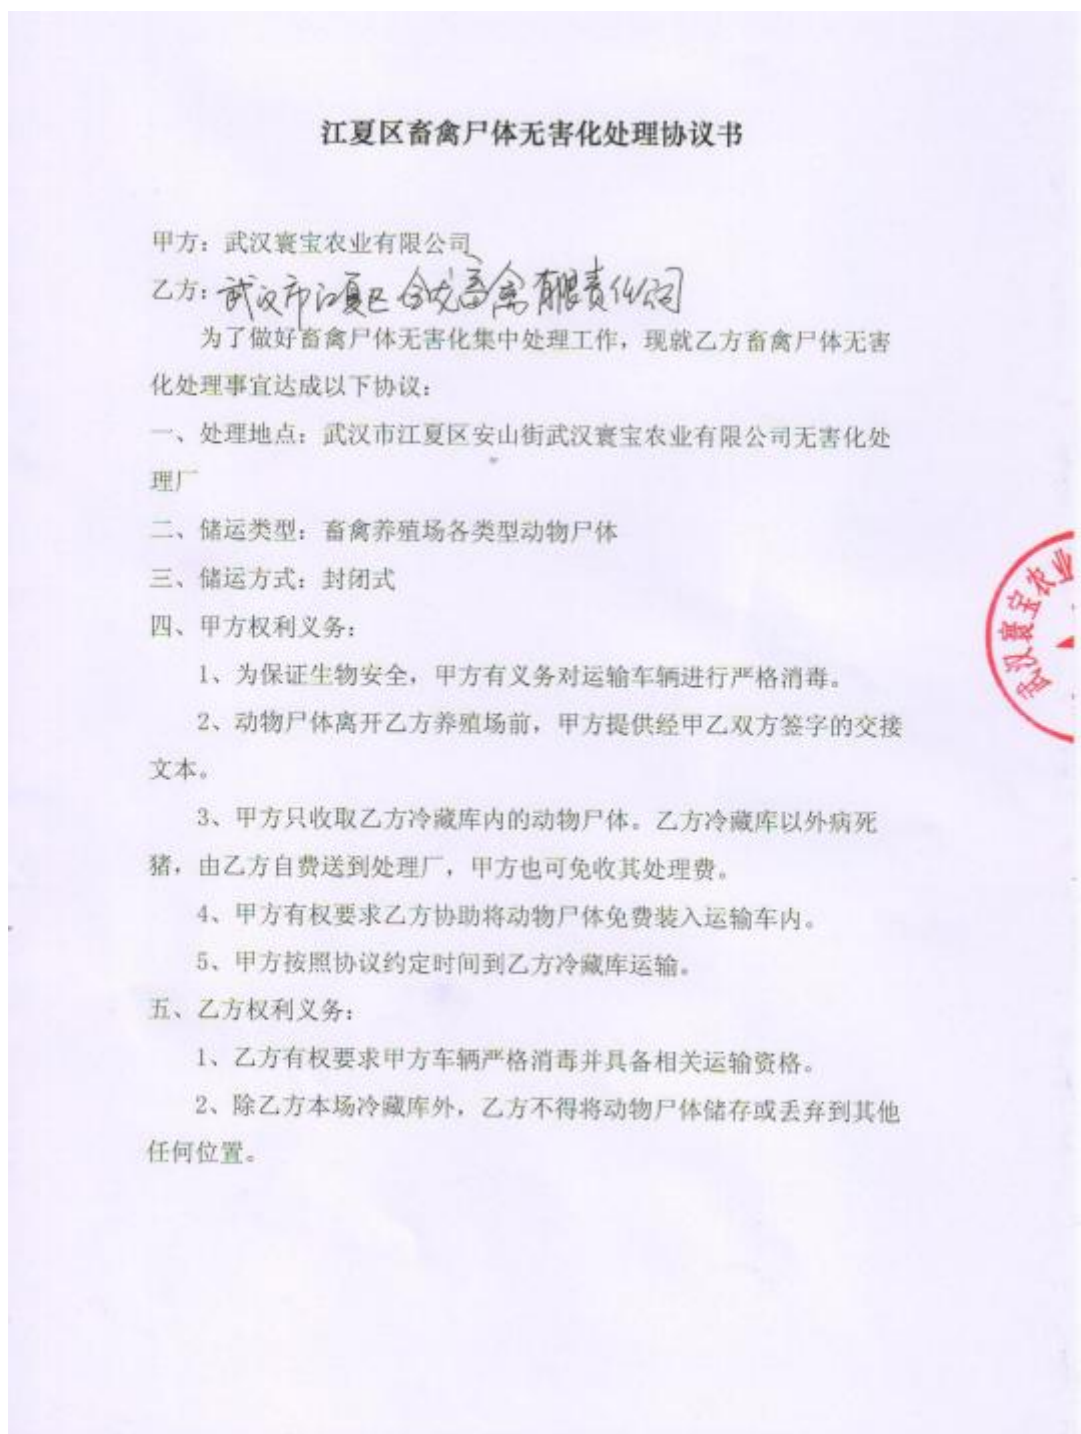 江夏区畜禽尸体无害化处理协议书
甲方：武汉寰宝农业有限公司
乙方：武汉市江夏区合优畜禽有限责任公司
为了做好畜禽尸体无害化集中处理工作，现就乙方畜禽尸体无害
化处理事宜达成以下协议：
一、处理地点：武汉市江夏区安山街武汉寰宝农业有限公司无害化处
理厂
二、储运类型：畜禽养殖场各类型动物尸体
三、储运方式：封闭式
四、甲方权利义务：
1、为保证生物安全，甲方有义务对运输车辆进行严格消毒。
2、动物尸体离开乙方养殖场前，甲方提供经甲乙双方签字的交接
文本。
3、甲方只收取乙方冷藏库内的动物尸体。乙方冷藏库以外病死
猪，由乙方自费送到处理厂，甲方也可免收其处理费。
4、甲方有权要求乙方协助将动物尸体免费装入运输车内。
5、甲方按照协议约定时间到乙方冷藏库运输。
五、乙方权利义务：
1、乙方有权要求甲方车辆严格消毒并具备相关运输资格。
2、除乙方本场冷藏库外，乙方不得将动物尸体储存或丢弃到其他
任何位置。
武汉寰宝农业